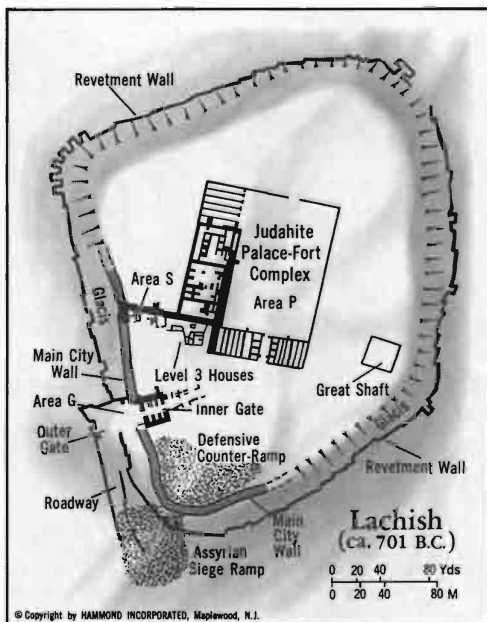 Revetment Wall
Judahite
Palace-Fort
Complex
Area P
Area S
Glacis
Main City
Wall
Level 3 Houses
Great Shaft
Area G
Inner Gate
Outer
Gate
Defensive
Counter-Ramp
Glacis
Revetment Wall
Roadway
Main
City
Wall
Assyrian
Siege Ramp
Lachish
(ca. 701 B.C.)
0 20 40 80 Yds
0 20 40 80 M
© Copyright by HAMMOND INCORPORATED, Maplewood, N.J.